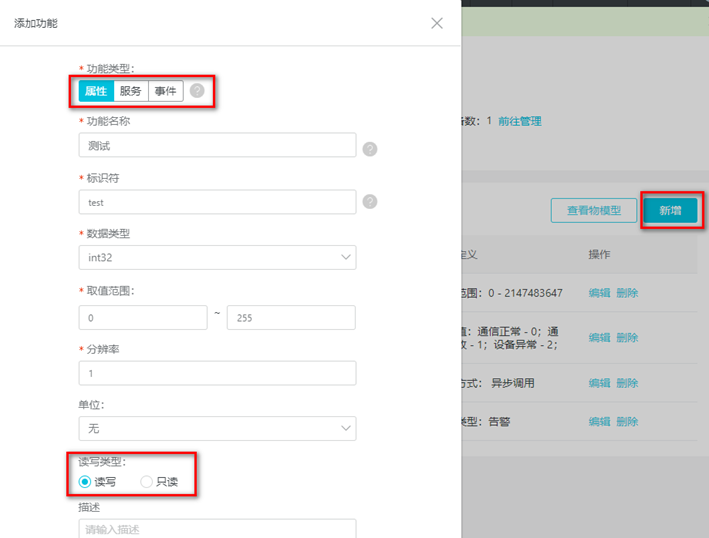 添加功能
* 功能类型：
属性 服务 事件 ?
* 功能名称
测试 ?
* 标识符
test ?
* 数据类型
int32
* 取值范围：
0 ~ 255
* 分辨率
1
单位：
无
读写类型：
读写 只读
描述
请输入描述
数：1 前往管理
查看物模型 新增
定义 操作
范围：0 - 2147483647 编辑 删除
值：通信正常 - 0；通
- 1；设备异常 - 2； 编辑 删除
方式： 异步调用 编辑 删除
类型：告警 编辑 删除